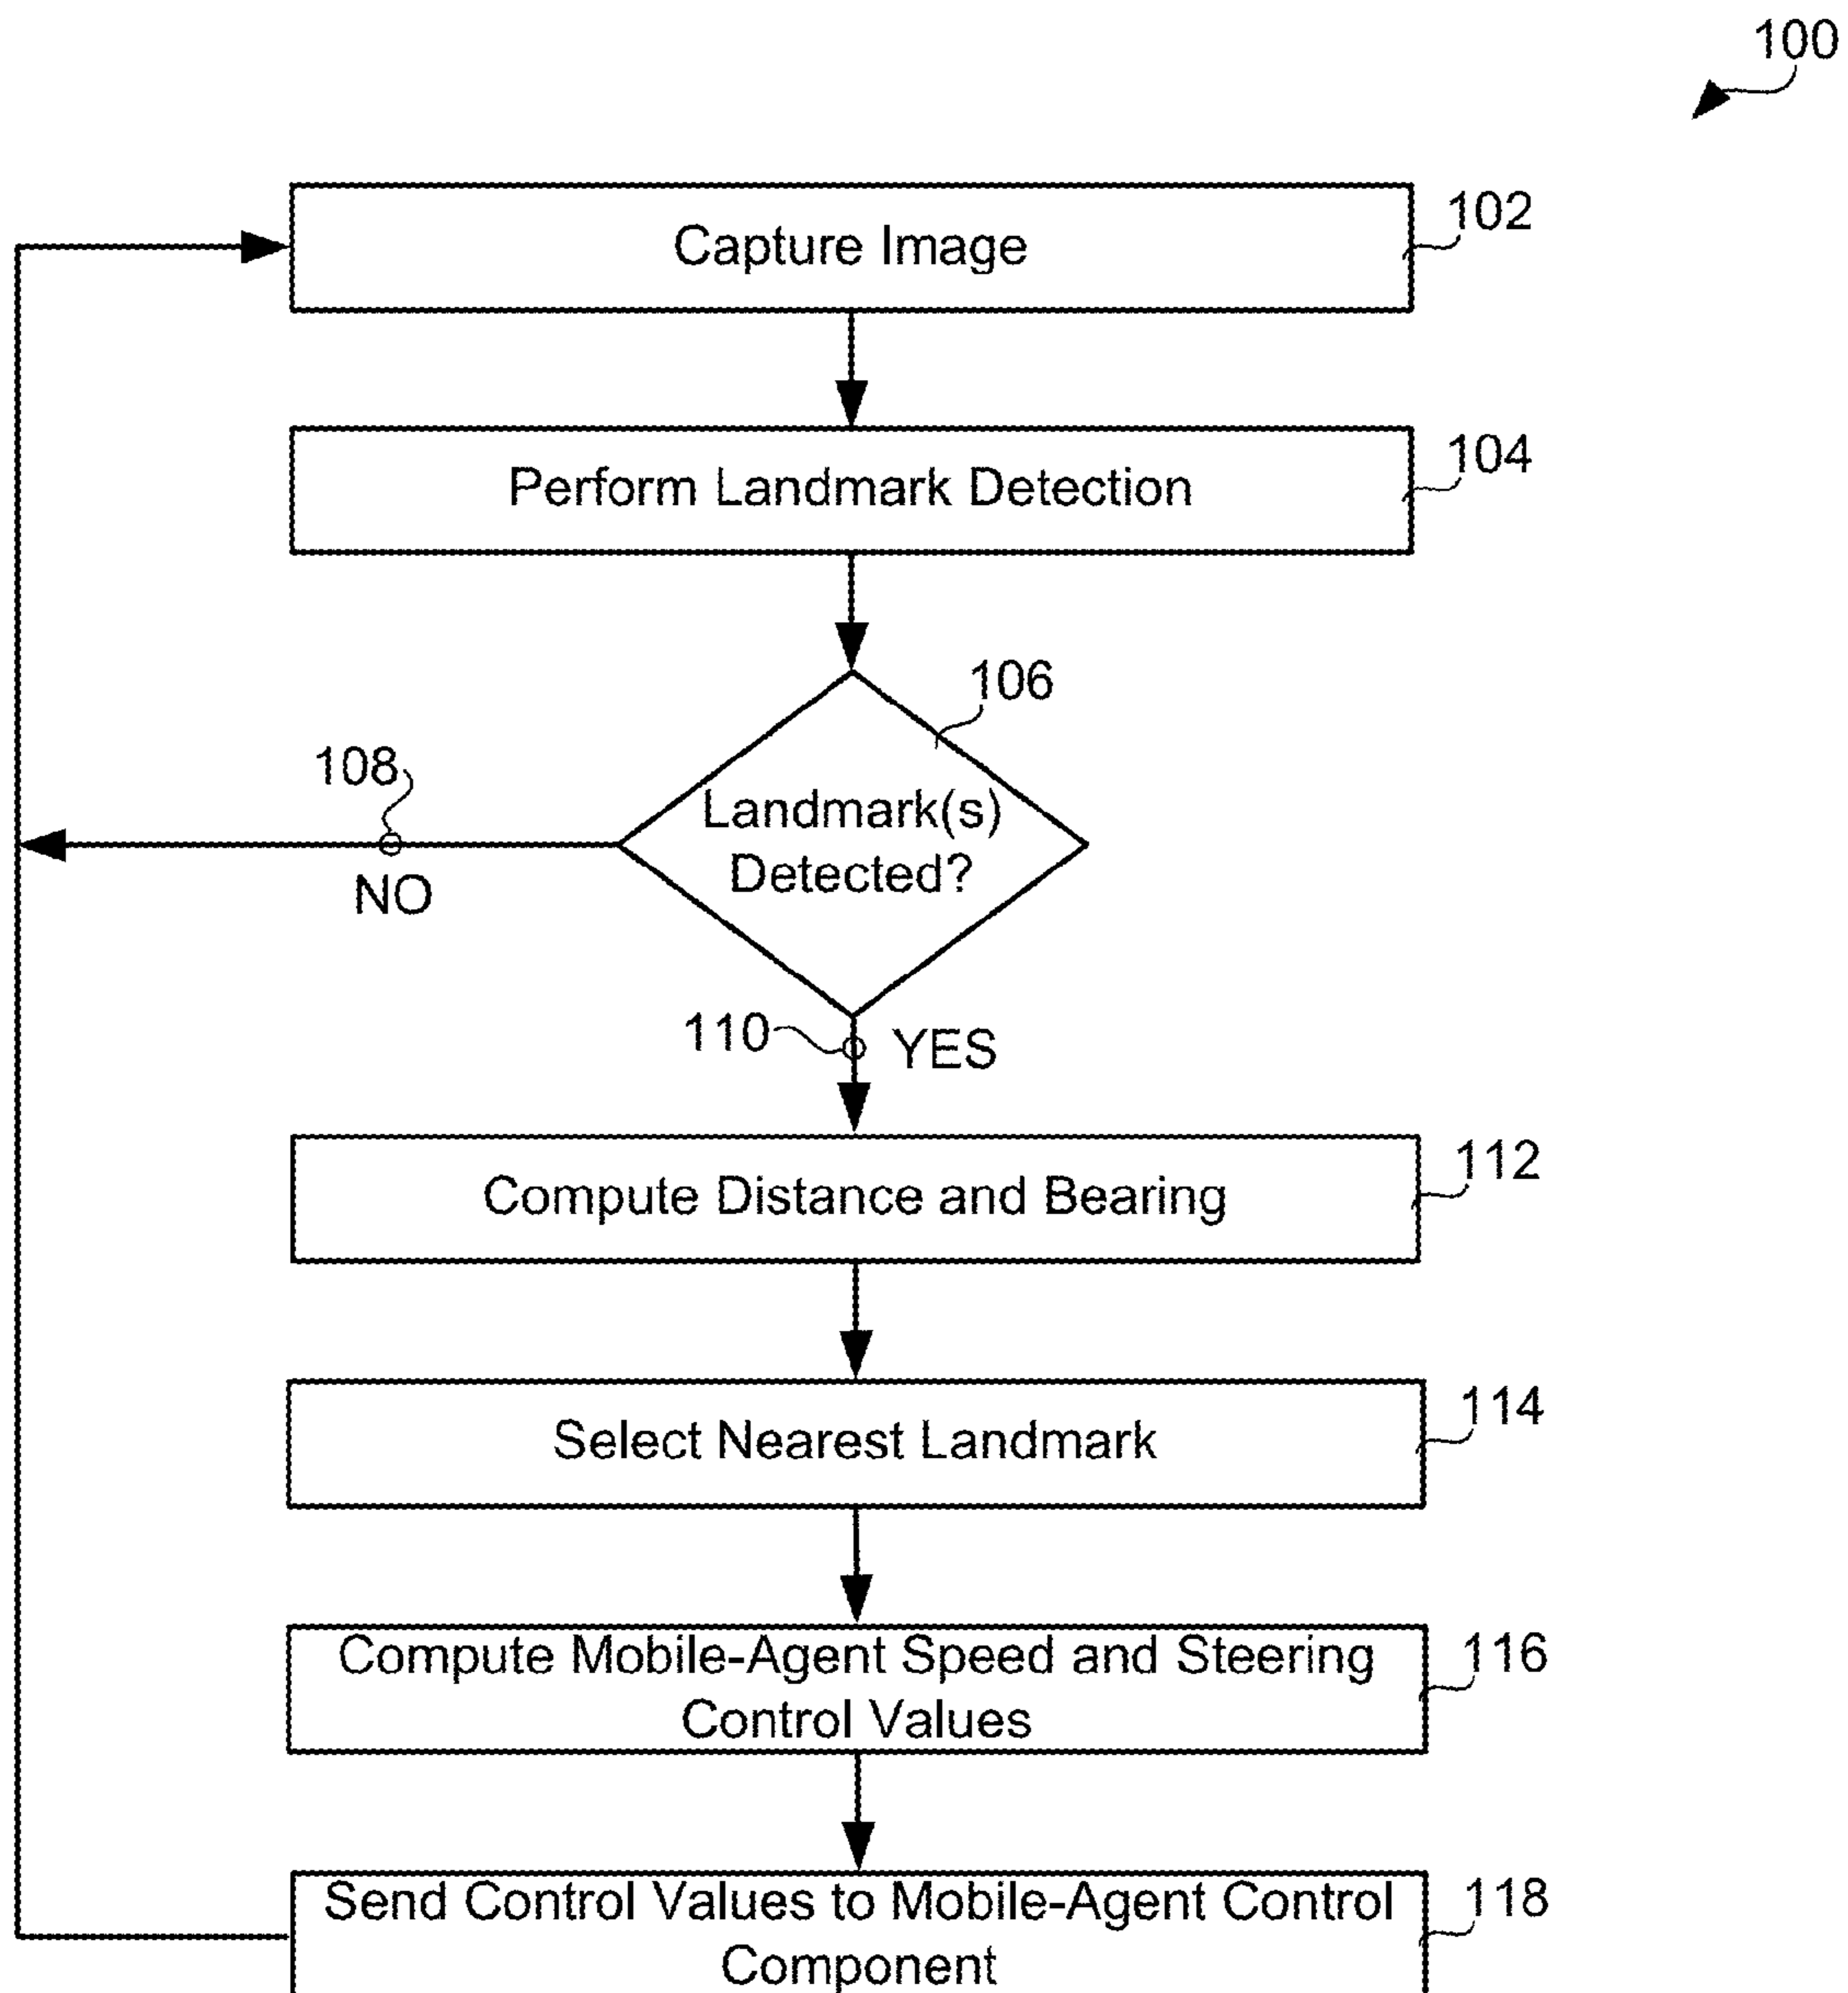 100
Capture Image
102
Perform Landmark Detection
104
106
Landmark(s)
Detected?
108
NO
110
YES
Compute Distance and Bearing
112
Select Nearest Landmark
114
Compute Mobile-Agent Speed and Steering
Control Values
116
Send Control Values to Mobile-Agent Control
Component
118